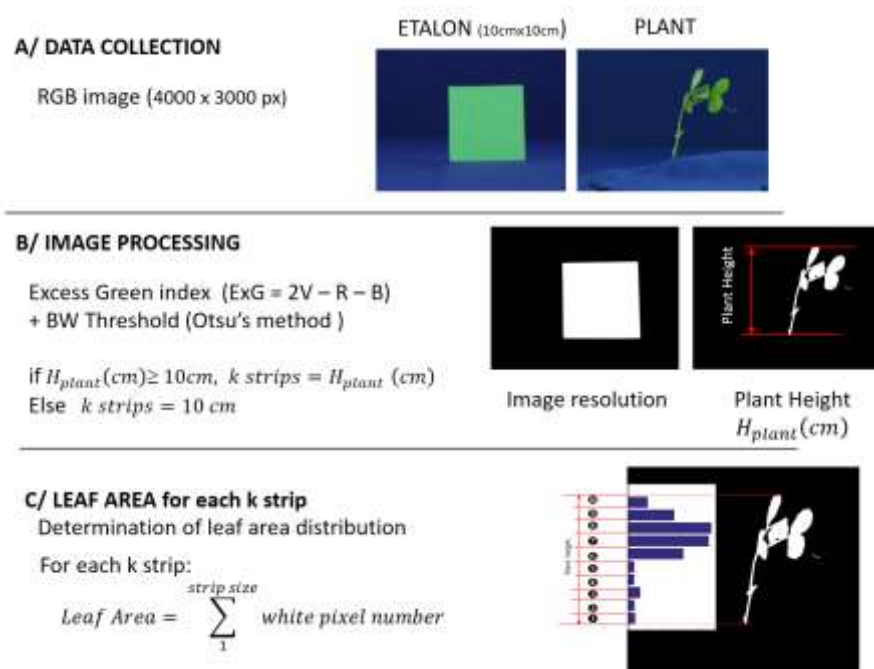 ETALON (10cmx10cm)
PLANT
A/ DATA COLLECTION
RGB image (4000 x 3000 px)
B/ IMAGE PROCESSING
Excess Green index (ExG = 2V – R – B)
+ BW Threshold (Otsu's method )
if H_plant(cm)≥ 10cm, k strips = H_plant (cm)
Else k strips = 10 cm
Plant Height
Image resolution
Plant Height
H_plant(cm)
C/ LEAF AREA for each k strip
Determination of leaf area distribution
For each k strip:
strip size
Leaf Area = ∑ white pixel number
1